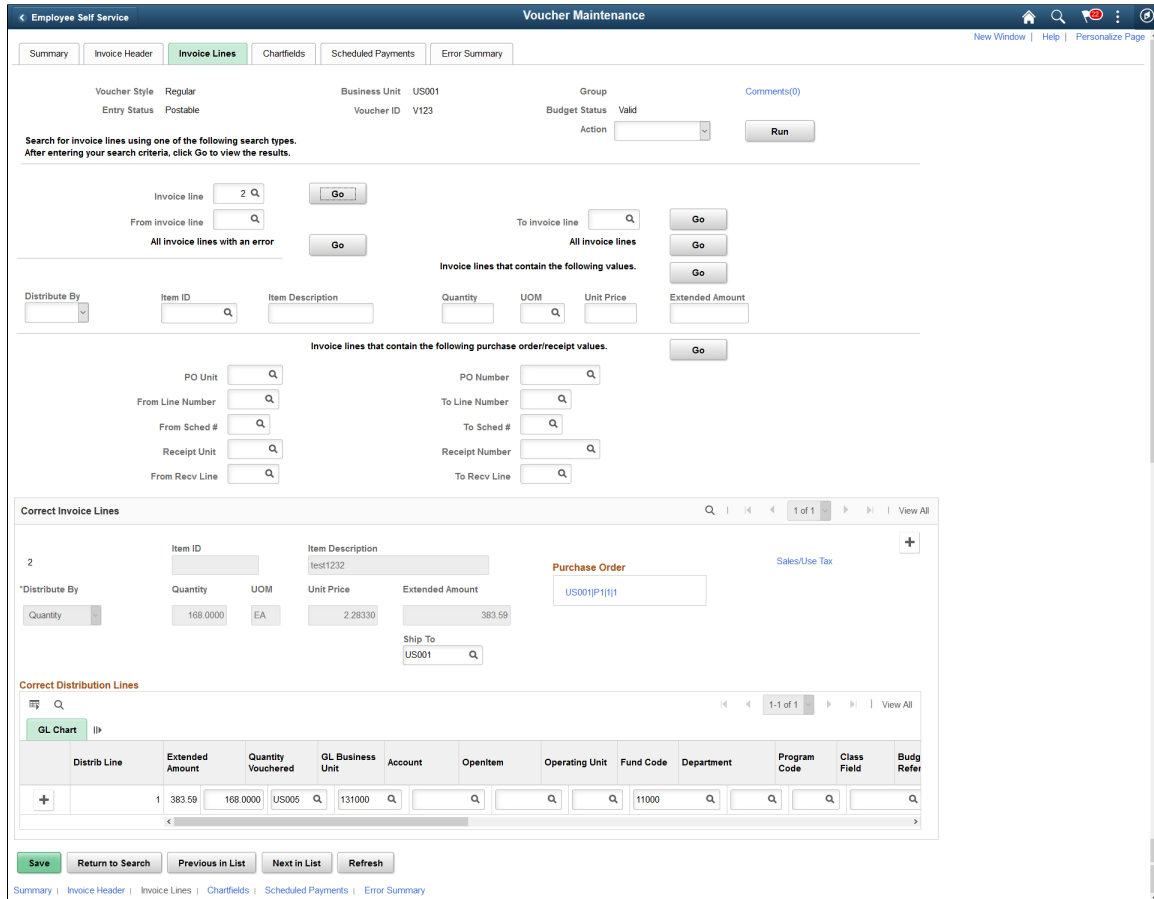 Employee Self Service
Voucher Maintenance
22
New Window | Help | Personalize Page
Summary
Invoice Header
Invoice Lines
Chartfields
Scheduled Payments
Error Summary
Voucher Style Regular Business Unit US001 Group Comments(0)
Entry Status Postable Voucher ID V123 Budget Status Valid
Action Run
Search for invoice lines using one of the following search types.
After entering your search criteria, click Go to view the results.
Invoice line 2 Go
From invoice line To invoice line Go
All invoice lines with an error Go All invoice lines Go
Invoice lines that contain the following values. Go
Distribute By Item ID Item Description Quantity UOM Unit Price Extended Amount
Invoice lines that contain the following purchase order/receipt values. Go
PO Unit PO Number
From Line Number To Line Number
From Sched # To Sched #
Receipt Unit Receipt Number
From Recv Line To Recv Line
Correct Invoice Lines 1 of 1 | View All
Item ID Item Description
2 test1232 Purchase Order Sales/Use Tax
*Distribute By Quantity UOM Unit Price Extended Amount US001|P1|1|1
Quantity 168.0000 EA 2.28330 383.59
Ship To
US001
Correct Distribution Lines
1-1 of 1 | View All
GL Chart
Distrib Line Extended Amount Quantity Vouchered GL Business Unit Account OpenItem Operating Unit Fund Code Department Program Code Class Field Budg Refer
1 383.59 168.0000 US005 131000 11000
Save Return to Search Previous in List Next in List Refresh
Summary | Invoice Header | Invoice Lines | Chartfields | Scheduled Payments | Error Summary